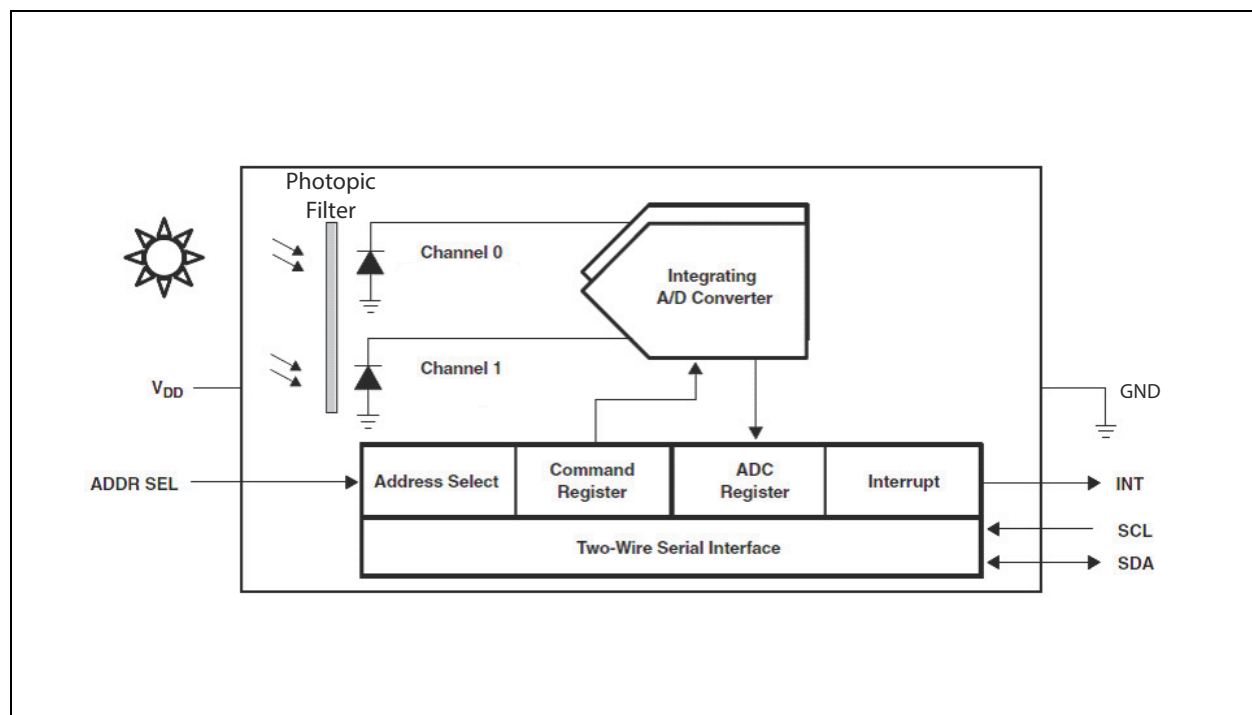 Photopic
Filter
Channel 0
Integrating
A/D Converter
Channel 1
VDD
GND
ADDR SEL
Address Select
Command
Register
ADC
Register
Interrupt
INT
SCL
Two-Wire Serial Interface
SDA